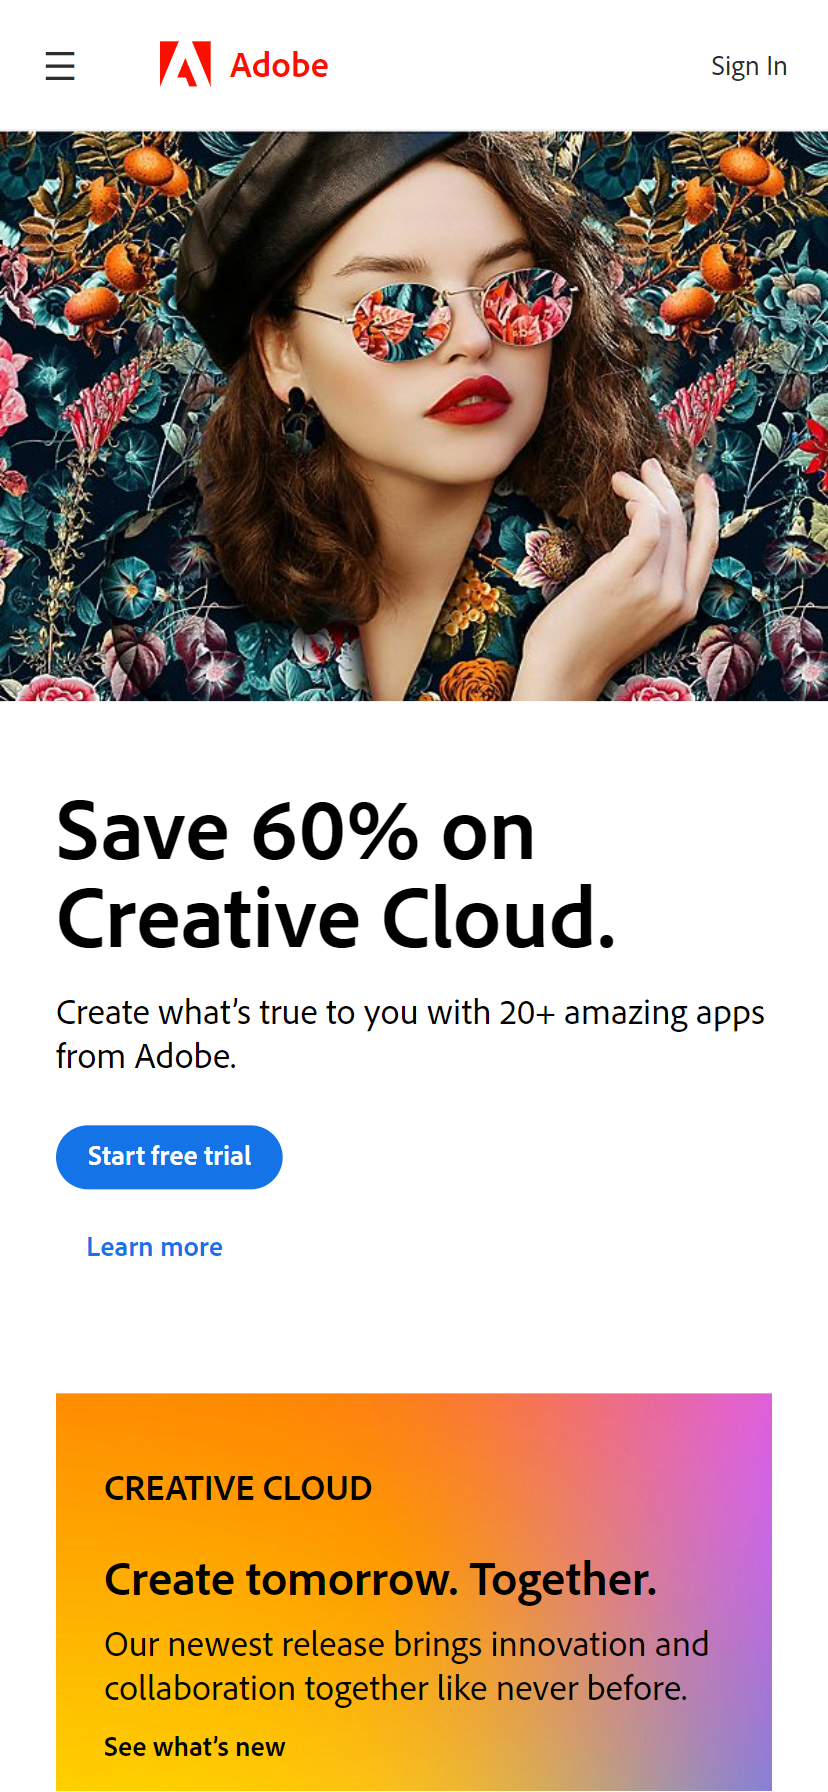 Adobe
Sign In
Save 60% on
Creative Cloud.
Create what’s true to you with 20+ amazing apps
from Adobe.
Start free trial
Learn more
CREATIVE CLOUD
Create tomorrow. Together.
Our newest release brings innovation and
collaboration together like never before.
See what’s new